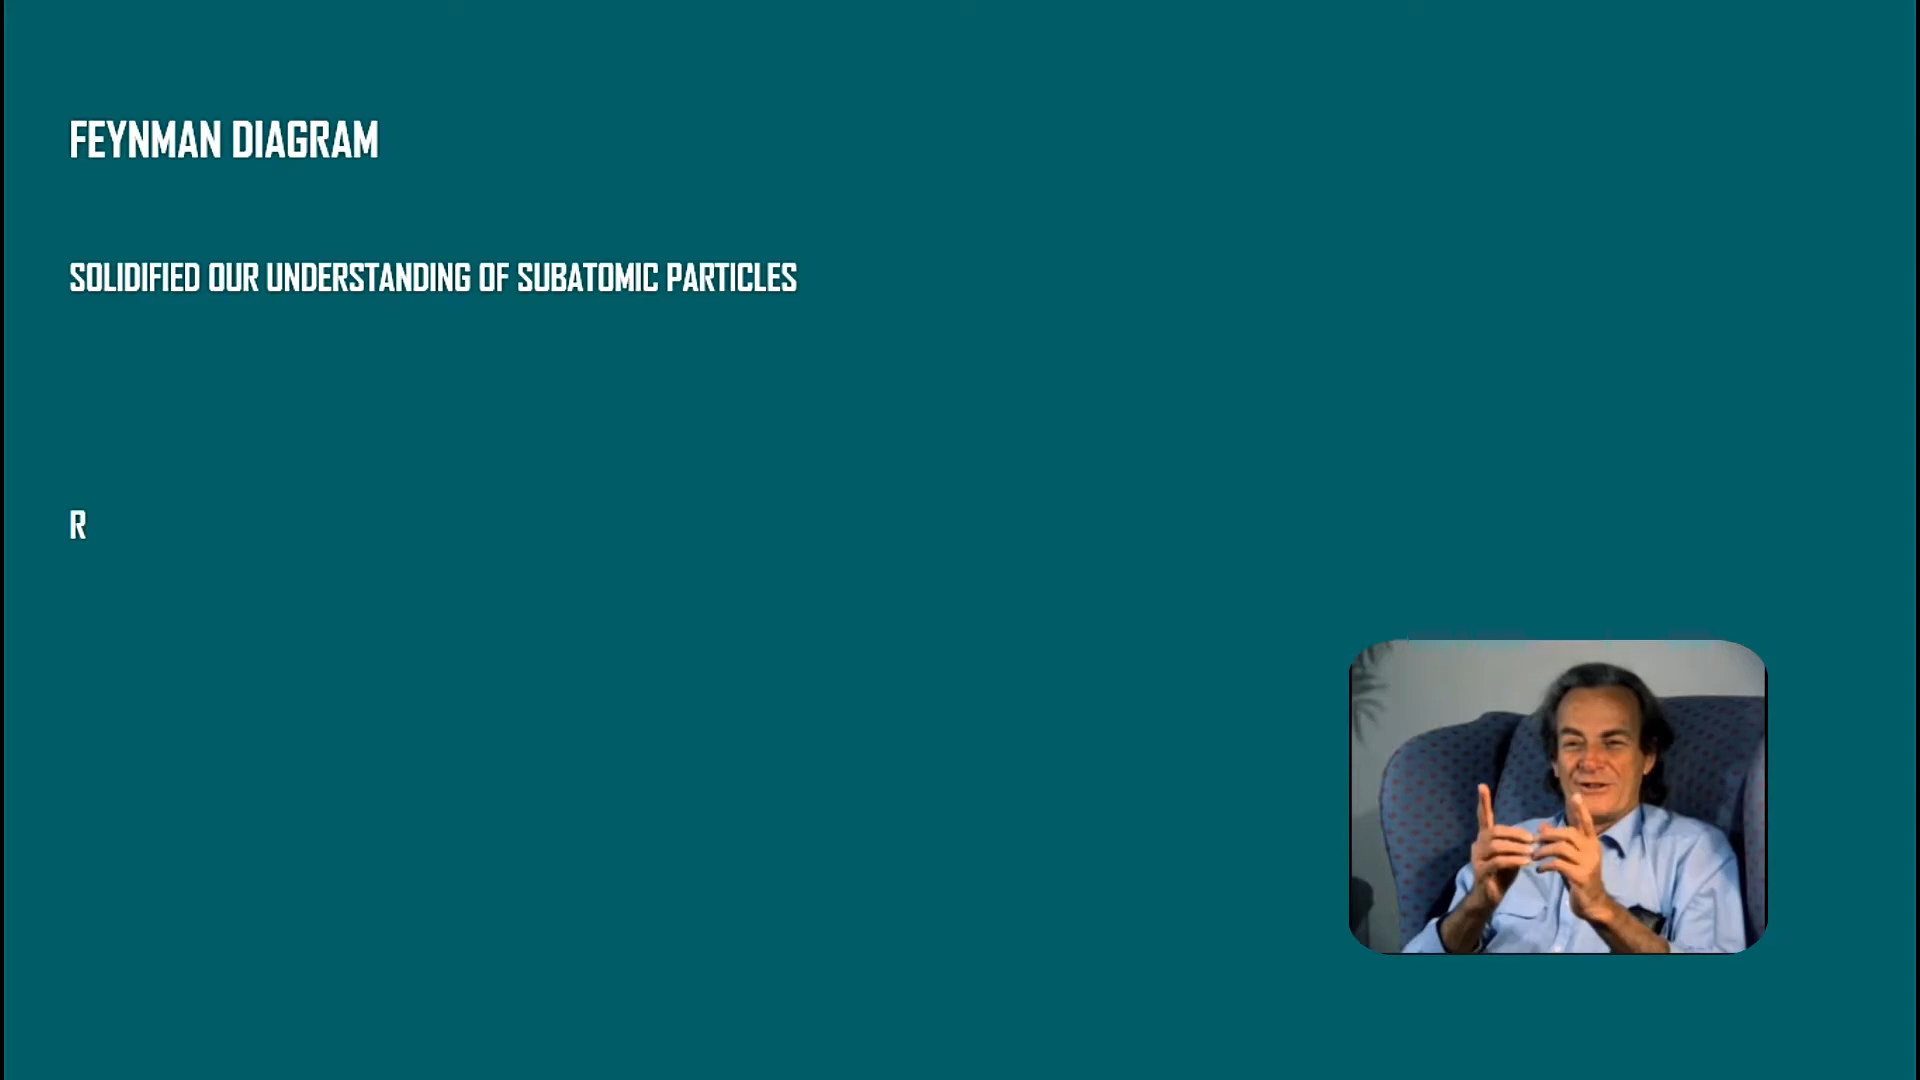 FEYNMAN DIAGRAM
SOLIDIFIED OUR UNDERSTANDING OF SUBATOMIC PARTICLES
R